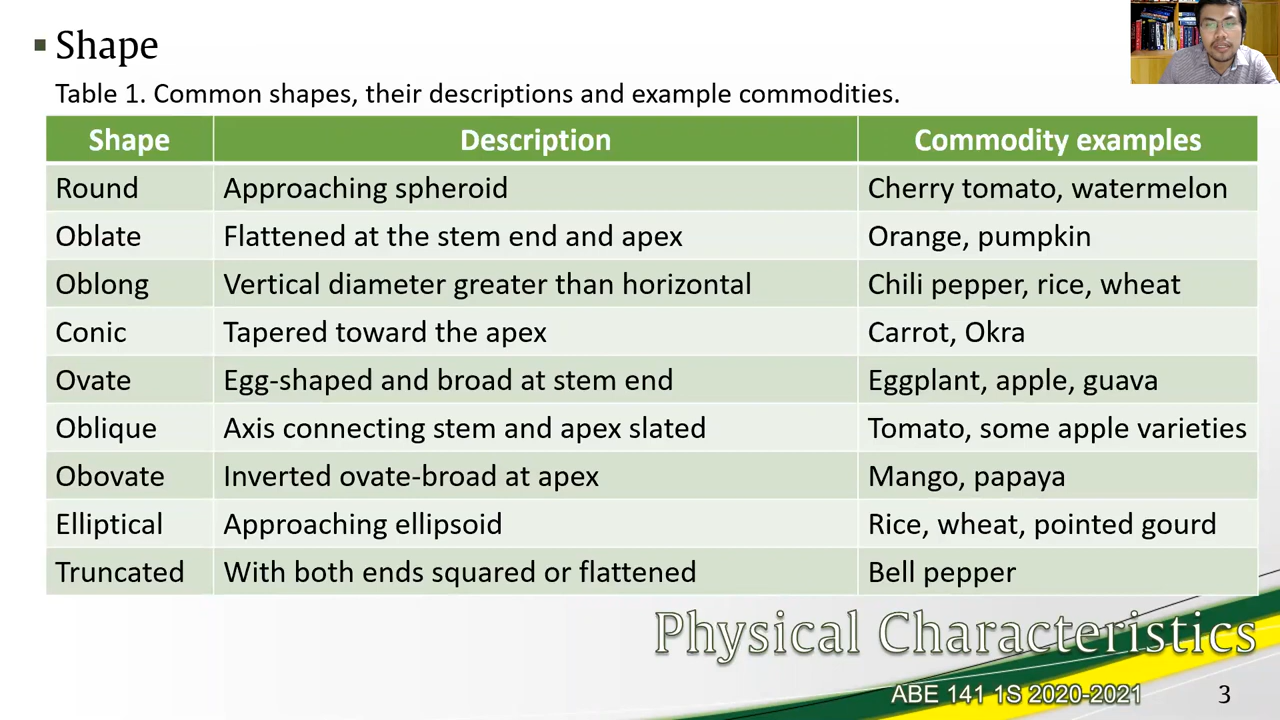 Shape
Table 1. Common shapes, their descriptions and example commodities.
Shape Description Commodity examples
Round Approaching spheroid Cherry tomato, watermelon
Oblate Flattened at the stem end and apex Orange, pumpkin
Oblong Vertical diameter greater than horizontal Chili pepper, rice, wheat
Conic Tapered toward the apex Carrot, Okra
Ovate Egg-shaped and broad at stem end Eggplant, apple, guava
Oblique Axis connecting stem and apex slated Tomato, some apple varieties
Obovate Inverted ovate-broad at apex Mango, papaya
Elliptical Approaching ellipsoid Rice, wheat, pointed gourd
Truncated With both ends squared or flattened Bell pepper
Physical Characteristics
ABE 141 1S 2020-2021 3